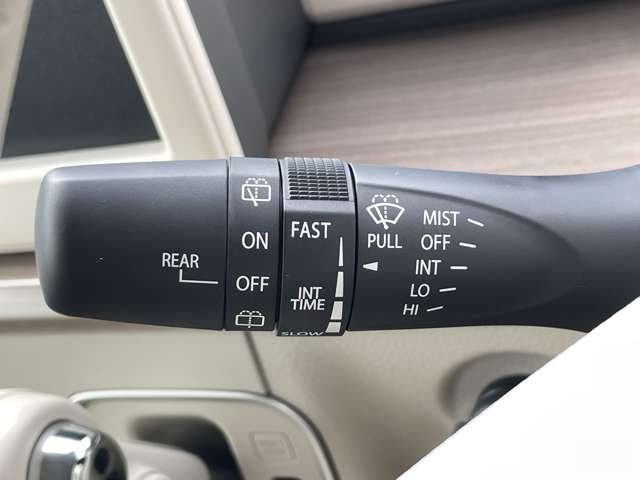 REAR
ON
OFF
FAST
INT
TIME
SLOW
PULL
MIST
OFF
INT
LO
HI